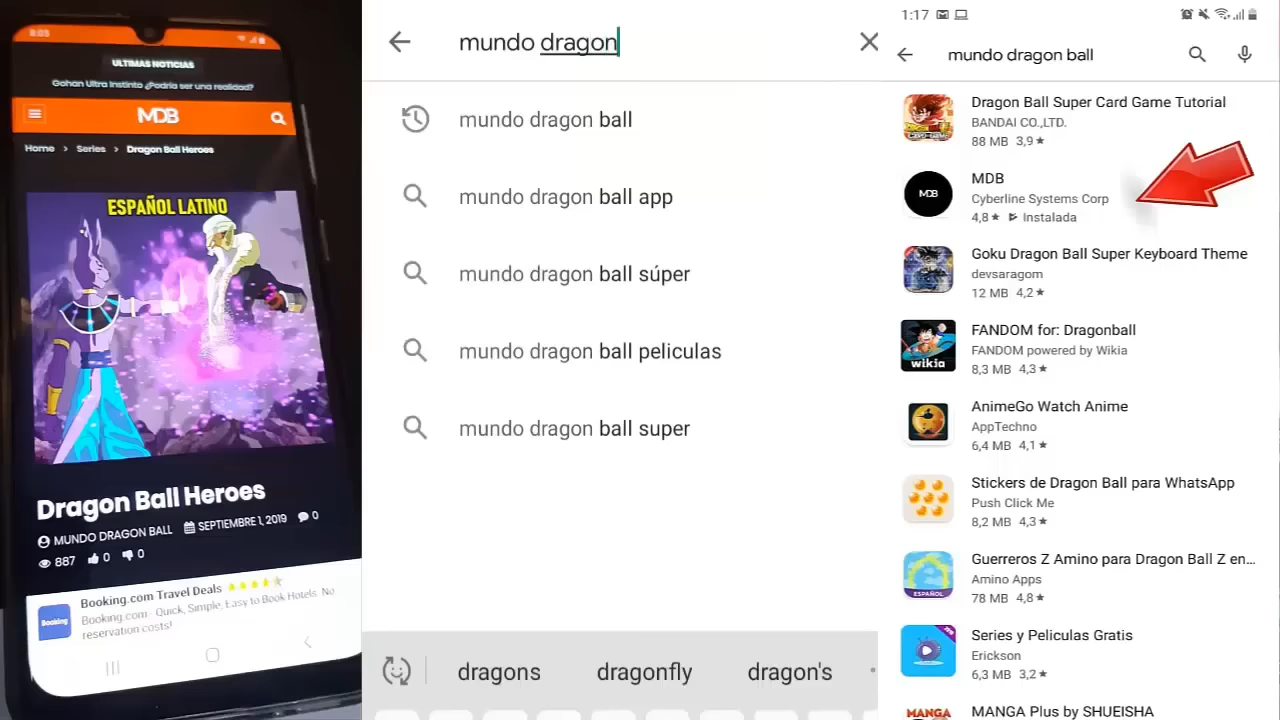 8:05
ULTIMAS NOTICIAS
Gohan Ultra Instinto ¿Podría ser una realidad?
MDB
Home > Series > Dragon Ball Heroes
ESPAÑOL LATINO
Dragon Ball Heroes
MUNDO DRAGON BALL SEPTIEMBRE 1, 2019 0
887 0 0
Booking.com Travel Deals
Booking.com - Quick, Simple, Easy to Book Hotels. No
reservation costs!
Booking
mundo dragon
mundo dragon ball
mundo dragon ball app
mundo dragon ball súper
mundo dragon ball peliculas
mundo dragon ball super
dragons dragonfly dragon's
1:17
mundo dragon ball
Dragon Ball Super Card Game Tutorial
BANDAI CO.,LTD.
88 MB 3,9★
MDB
MDB
Cyberline Systems Corp
4,8★ Instalada
Goku Dragon Ball Super Keyboard Theme
devsaragom
12 MB 4,2★
wikia
FANDOM for: Dragonball
FANDOM powered by Wikia
8,3 MB 4,3★
AnimeGo Watch Anime
AppTechno
6,4 MB 4,1★
Stickers de Dragon Ball para WhatsApp
Push Click Me
8,2 MB 4,3★
ESPAÑOL
Guerreros Z Amino para Dragon Ball Z en...
Amino Apps
78 MB 4,8★
Series y Peliculas Gratis
Erickson
6,3 MB 3,2★
MANGA
MANGA Plus by SHUEISHA